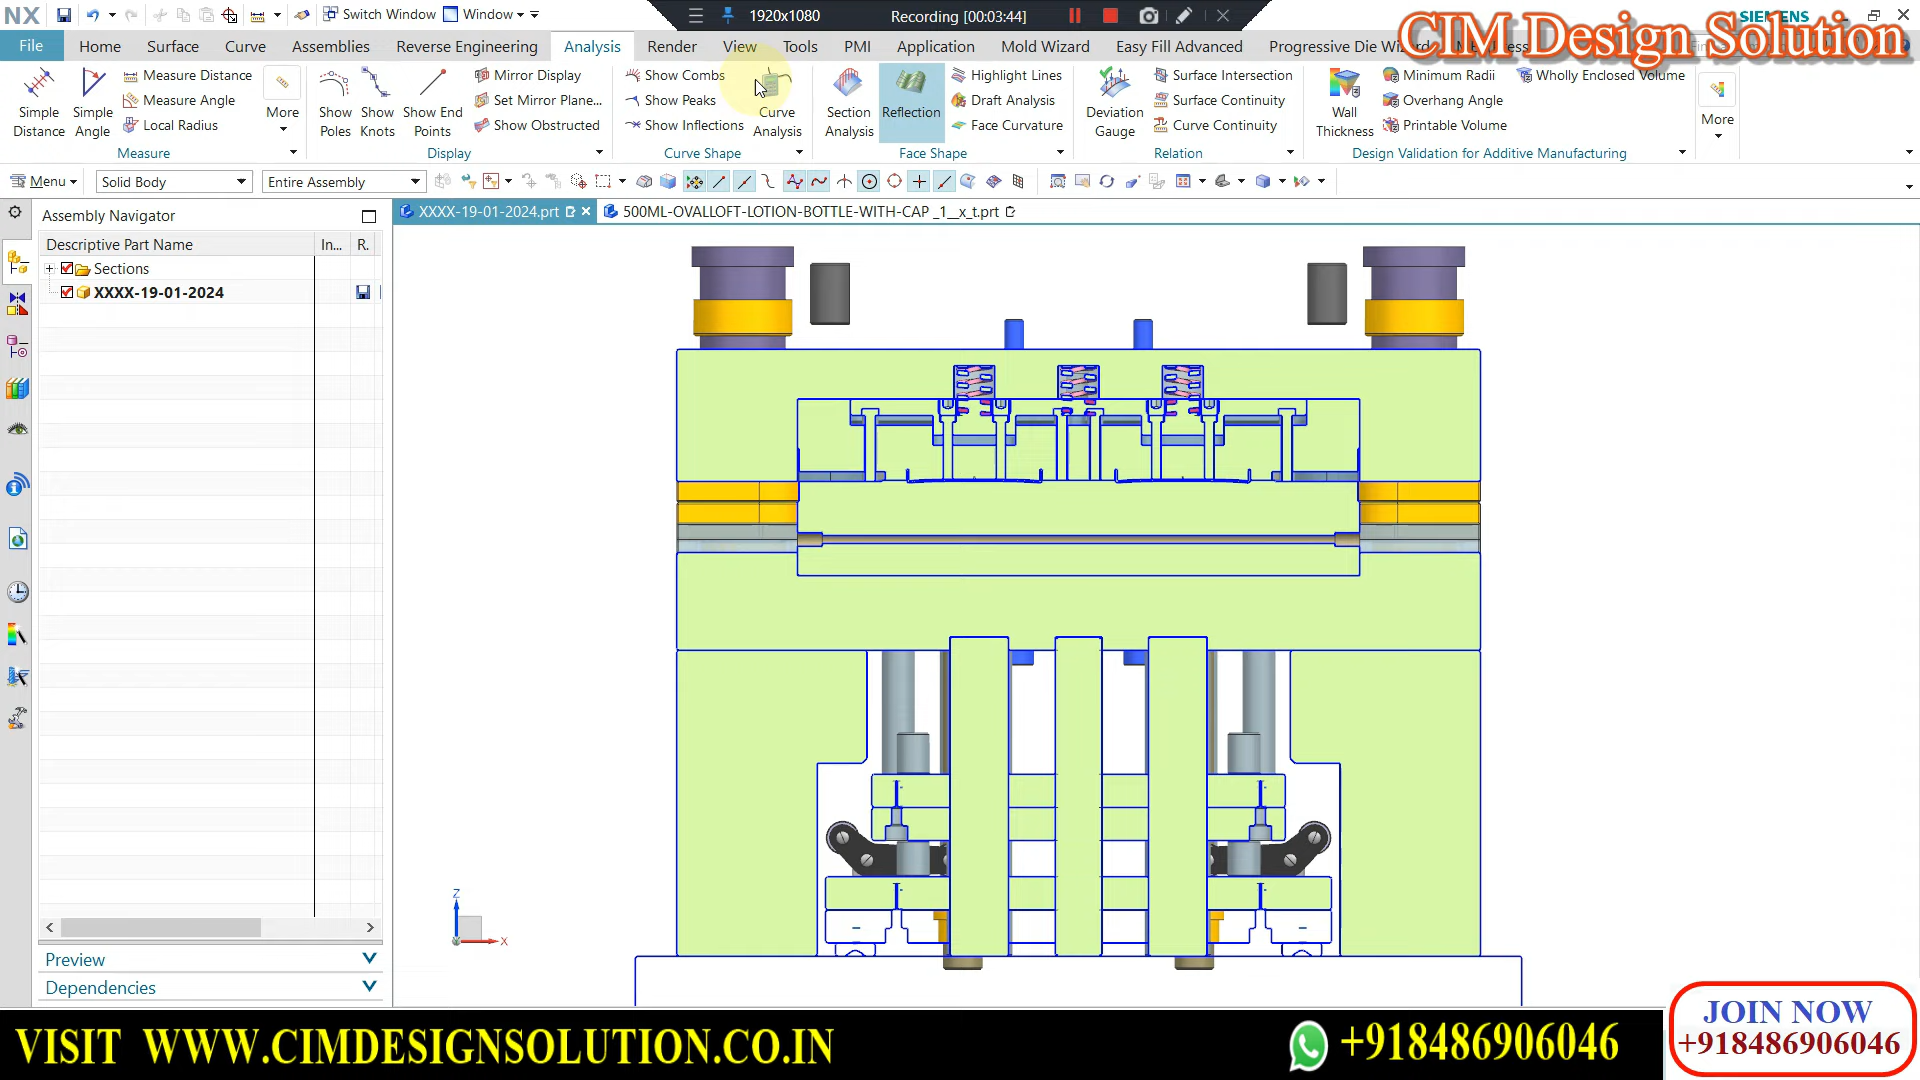 NX Switch Window Window 1920x1080 Recording [00:03:44] SIEMENS
CIM Design Solution
File Home Surface Curve Assemblies Reverse Engineering Analysis Render View Tools PMI Application Mold Wizard Easy Fill Advanced Progressive Die Wizard
Simple Distance
Simple Angle
Measure Distance
Measure Angle
Local Radius
More
Measure
Show Poles
Show Knots
Show End Points
Mirror Display
Set Mirror Plane...
Show Obstructed
Display
Show Combs
Show Peaks
Show Inflections
Curve Analysis
Curve Shape
Section Analysis
Reflection
Highlight Lines
Draft Analysis
Face Curvature
Face Shape
Deviation Gauge
Surface Intersection
Surface Continuity
Curve Continuity
Relation
Wall Thickness
Minimum Radii
Overhang Angle
Printable Volume
Wholly Enclosed Volume
Design Validation for Additive Manufacturing
More
Menu Solid Body Entire Assembly
XXXX-19-01-2024.prt 500ML-OVALLOFT-LOTION-BOTTLE-WITH-CAP _1__x_t.prt
Assembly Navigator
Descriptive Part Name In... R.
Sections
XXXX-19-01-2024
Z
X
Preview
Dependencies
VISIT WWW.CIMDESIGNSOLUTION.CO.IN +918486906046
JOIN NOW
+918486906046